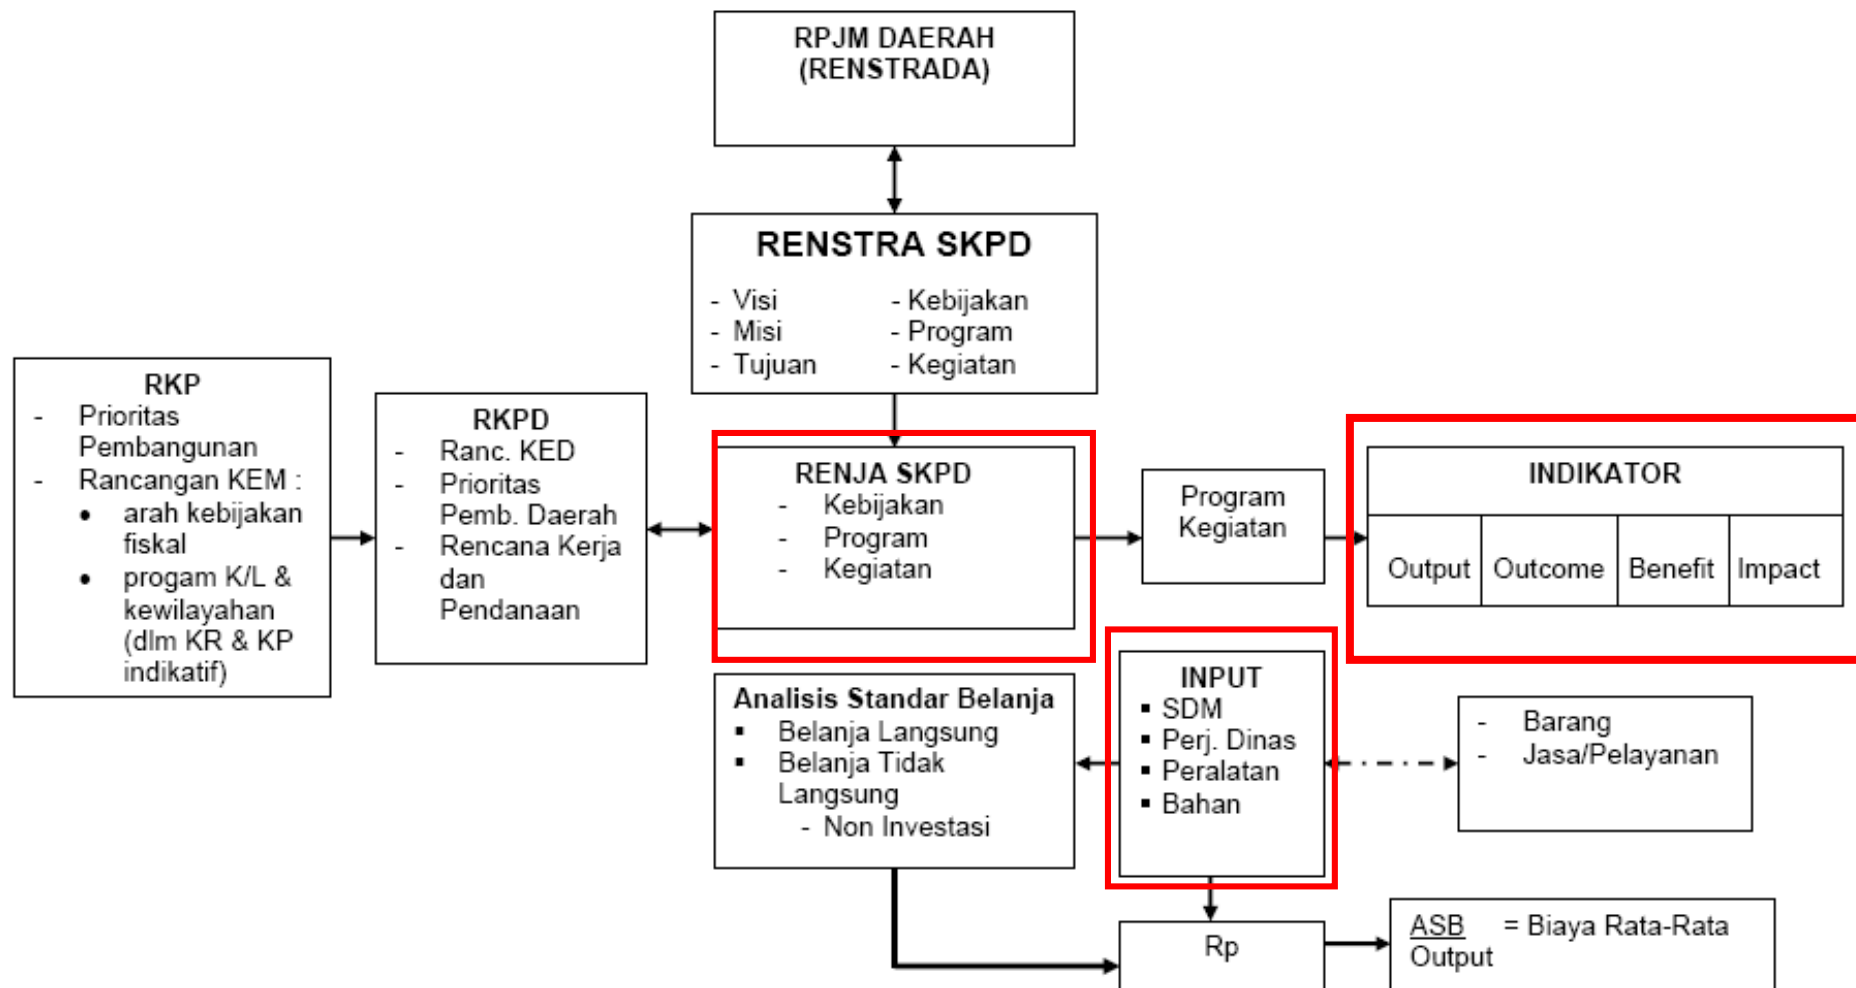 RPJM DAERAH
(RENSTRADA)
RENSTRA SKPD
- Visi - Kebijakan
- Misi - Program
- Tujuan - Kegiatan
RKP
- Prioritas
Pembangunan
- Rancangan KEM :
• arah kebijakan
fiskal
• progam K/L &
kewilayahan
(dlm KR & KP
indikatif)
RKPD
- Ranc. KED
- Prioritas
Pemb. Daerah
- Rencana Kerja
dan
Pendanaan
RENJA SKPD
- Kebijakan
- Program
- Kegiatan
Program
Kegiatan
INDIKATOR
Output Outcome Benefit Impact
Analisis Standar Belanja
▪ Belanja Langsung
▪ Belanja Tidak
Langsung
- Non Investasi
INPUT
▪ SDM
▪ Perj. Dinas
▪ Peralatan
▪ Bahan
- Barang
- Jasa/Pelayanan
Rp
ASB = Biaya Rata-Rata
Output